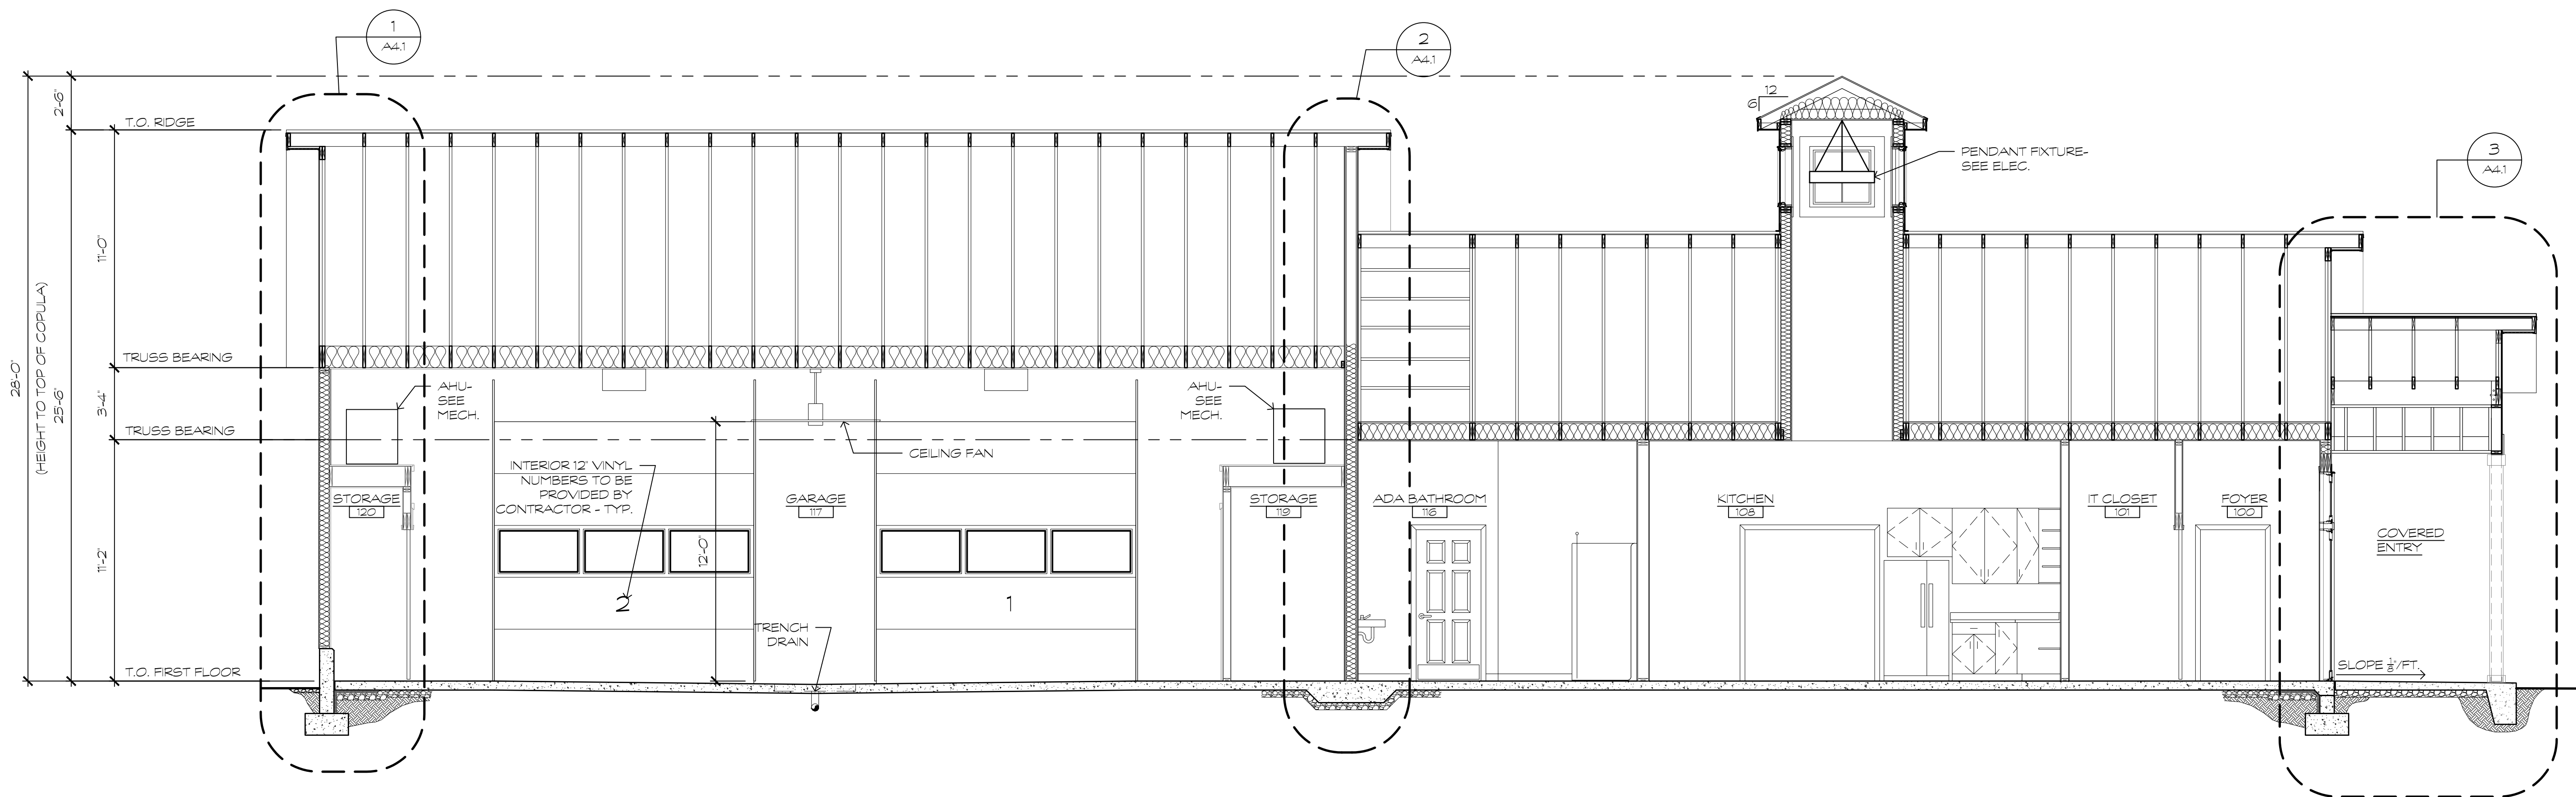 1
A4.1
2
A4.1
3
A4.1
12
6
PENDANT FIXTURE-
SEE ELEC.
28'-0"
(HEIGHT TO TOP OF COPULA)
25'-6"
2'-6"
11'-0"
3'-4"
11'-2"
T.O. RIDGE
TRUSS BEARING
TRUSS BEARING
T.O. FIRST FLOOR
AHU-
SEE
MECH.
AHU-
SEE
MECH.
CEILING FAN
INTERIOR 12" VINYL
NUMBERS TO BE
PROVIDED BY
CONTRACTOR - TYP.
12'-0"
2
1
TRENCH
DRAIN
STORAGE
120
GARAGE
117
STORAGE
119
ADA BATHROOM
116
KITCHEN
108
IT CLOSET
101
FOYER
100
COVERED
ENTRY
SLOPE 1/8"/FT.